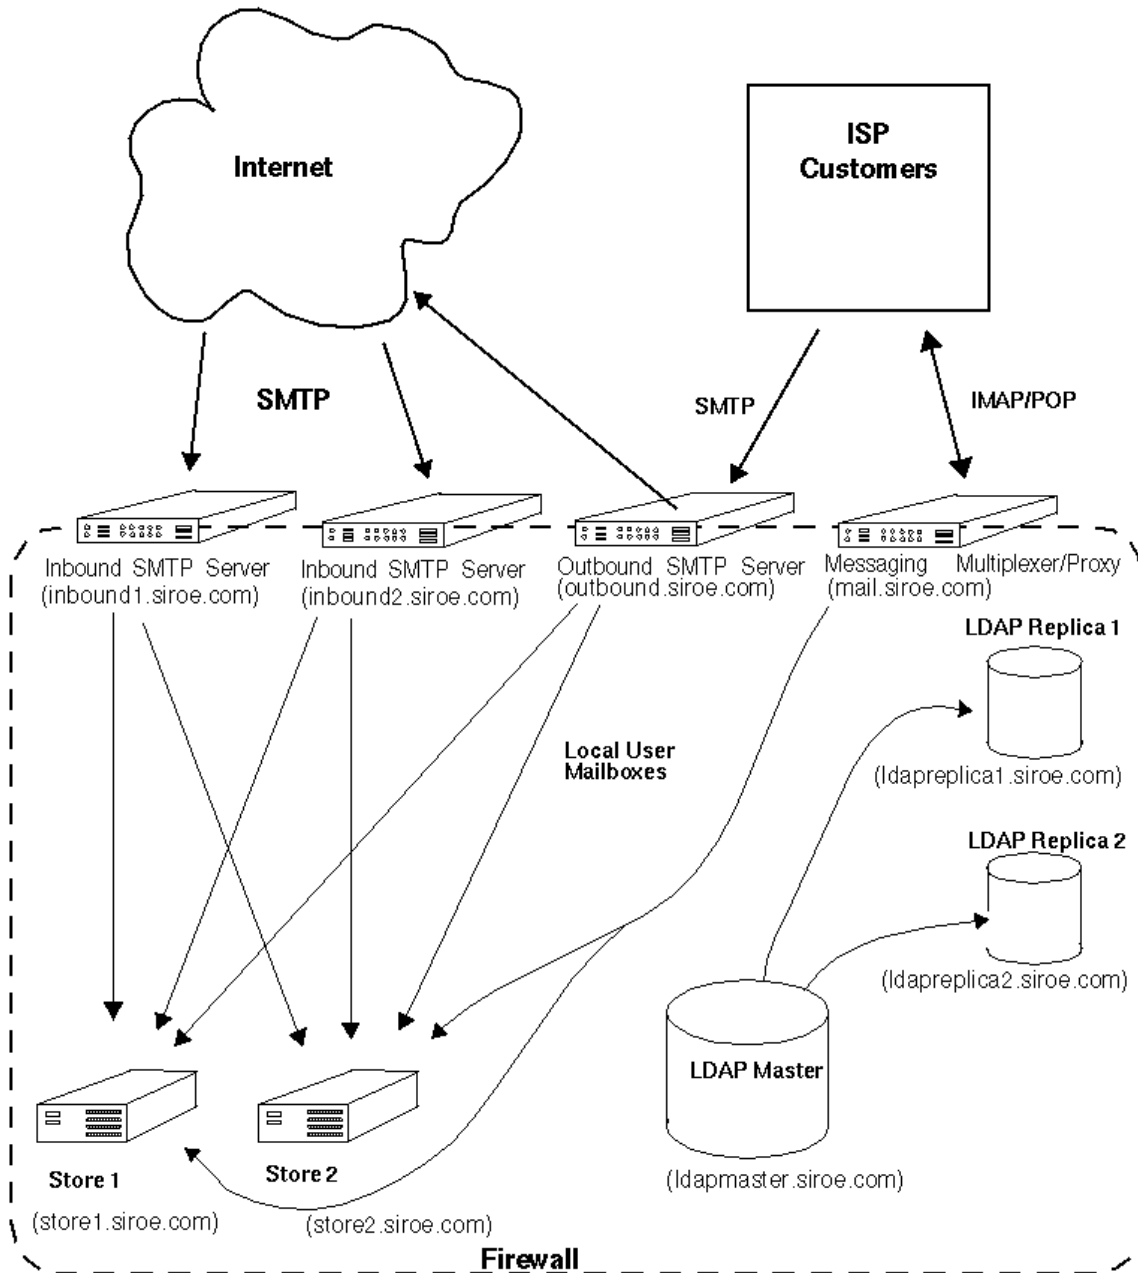 Internet
ISP
Customers
SMTP
SMTP
IMAP/POP
Inbound SMTP Server
(inbound1.siroe.com)
Inbound SMTP Server
(inbound2.siroe.com)
Outbound SMTP Server
(outbound.siroe.com)
Messaging Multiplexer/Proxy
(mail.siroe.com)
LDAP Replica 1
(ldapreplica1.siroe.com)
Local User
Mailboxes
LDAP Replica 2
(ldapreplica2.siroe.com)
LDAP Master
(ldapmaster.siroe.com)
Store 1
(store1.siroe.com)
Store 2
(store2.siroe.com)
Firewall